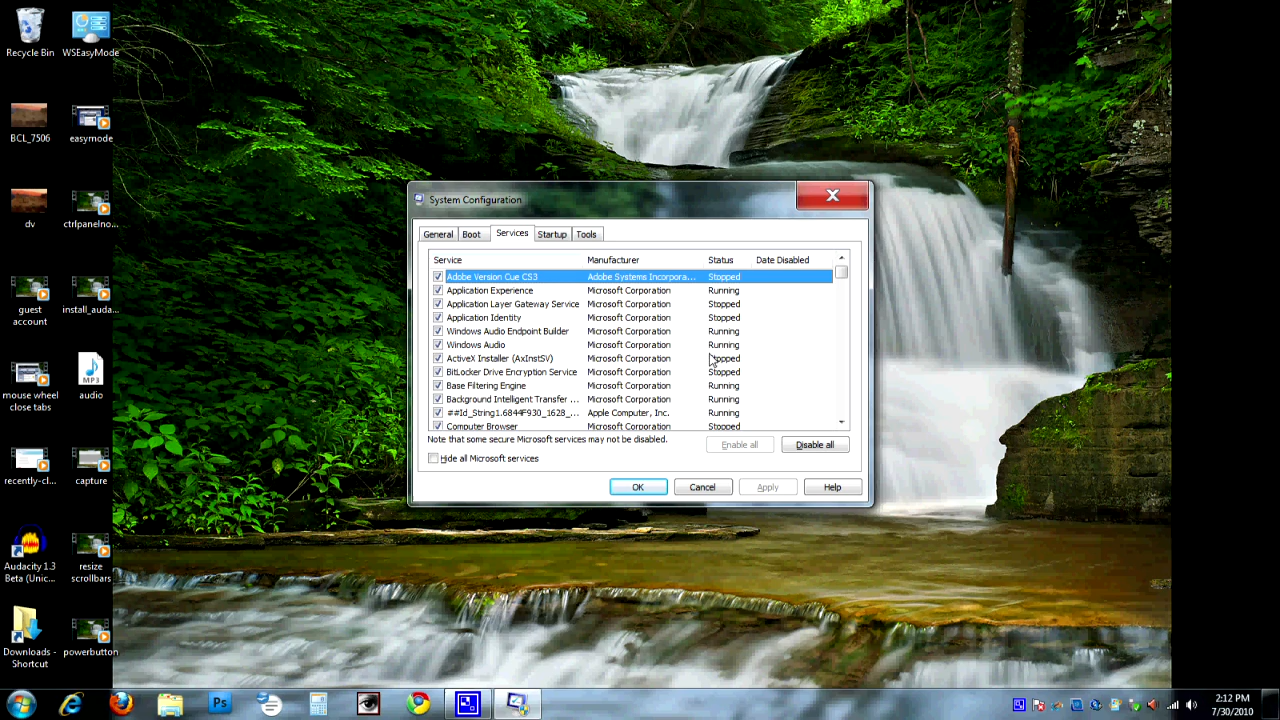 Recycle Bin
WSEasyMode
BCL_7506
easymode
dv
ctrlpanelno...
guest
account
install_auda...
mouse wheel
close tabs
MP3
audio
recently-cl...
capture
Audacity 1.3
Beta (Unic...
resize
scrollbars
Downloads -
Shortcut
powerbutton
System Configuration
General Boot Services Startup Tools
Service Manufacturer Status Date Disabled
Adobe Version Cue CS3 Adobe Systems Incorpora... Stopped
Application Experience Microsoft Corporation Running
Application Layer Gateway Service Microsoft Corporation Stopped
Application Identity Microsoft Corporation Stopped
Windows Audio Endpoint Builder Microsoft Corporation Running
Windows Audio Microsoft Corporation Running
ActiveX Installer (AxInstSV) Microsoft Corporation Stopped
BitLocker Drive Encryption Service Microsoft Corporation Stopped
Base Filtering Engine Microsoft Corporation Running
Background Intelligent Transfer ... Microsoft Corporation Running
##Id_String1.6844F930_1628_... Apple Computer, Inc. Running
Computer Browser Microsoft Corporation Stopped
Note that some secure Microsoft services may not be disabled.
Enable all Disable all
Hide all Microsoft services
OK Cancel Apply Help
Ps
2:12 PM
7/30/2010